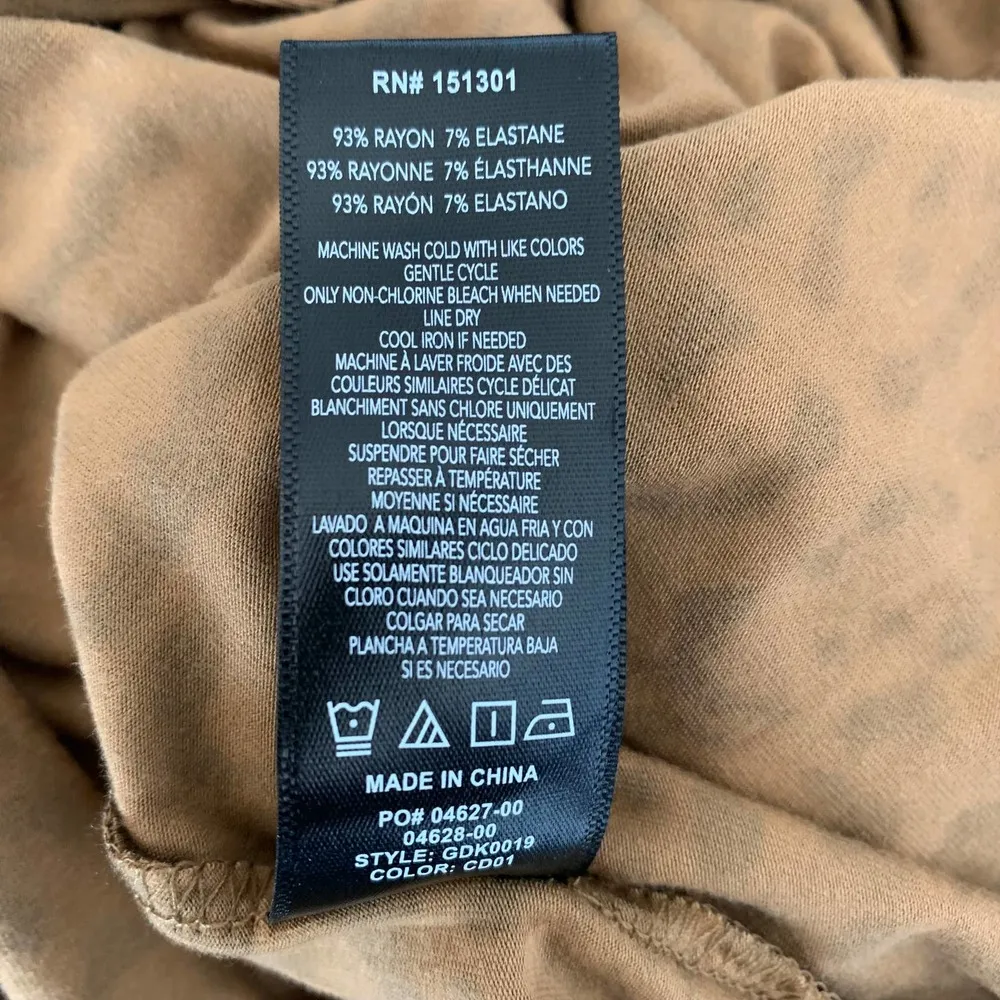 RN# 151301
93% RAYON 7% ELASTANE
93% RAYONNE 7% ÉLASTHANNE
93% RAYÓN 7% ELASTANO
MACHINE WASH COLD WITH LIKE COLORS
GENTLE CYCLE
ONLY NON-CHLORINE BLEACH WHEN NEEDED
LINE DRY
COOL IRON IF NEEDED
MACHINE À LAVER FROIDE AVEC DES
COULEURS SIMILAIRES CYCLE DÉLICAT
BLANCHIMENT SANS CHLORE UNIQUEMENT
LORSQUE NÉCESSAIRE
SUSPENDRE POUR FAIRE SÉCHER
REPASSER À TEMPÉRATURE
MOYENNE SI NÉCESSAIRE
LAVADO A MAQUINA EN AGUA FRIA Y CON
COLORES SIMILARES CICLO DELICADO
USE SOLAMENTE BLANQUEADOR SIN
CLORO CUANDO SEA NECESARIO
COLGAR PARA SECAR
PLANCHA A TEMPERATURA BAJA
SI ES NECESARIO
MADE IN CHINA
PO# 04627-00
04628-00
STYLE: GDK0019
COLOR: CD01